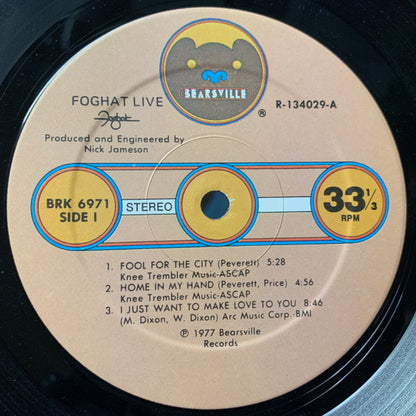 BEARSVILLE
®
FOGHAT LIVE
R-134029-A
Foghat
Produced and Engineered by
Nick Jameson
BRK 6971
SIDE I
STEREO
33 1/3
RPM
1. FOOL FOR THE CITY (Peverett) 5:28
Knee Trembler Music-ASCAP
2. HOME IN MY HAND (Peverett, Price) 4:56
Knee Trembler Music-ASCAP
3. I JUST WANT TO MAKE LOVE TO YOU 8:46
(M. Dixon, W. Dixon) Arc Music Corp.-BMI
℗ 1977 Bearsville
Records